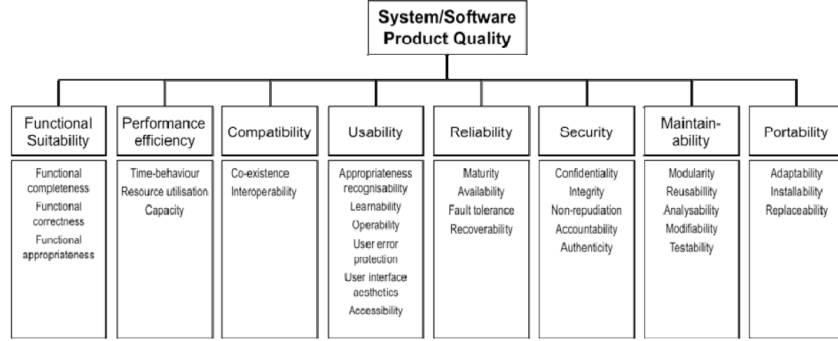 System/Software
Product Quality
Functional
Suitability
Performance
efficiency
Compatibility
Usability
Reliability
Security
Maintain-
ability
Portability
Functional
completeness
Functional
correctness
Functional
appropriateness
Time-behaviour
Resource utilisation
Capacity
Co-existence
Interoperability
Appropriateness
recognisability
Learnability
Operability
User error
protection
User interface
aesthetics
Accessibility
Maturity
Availability
Fault tolerance
Recoverability
Confidentiality
Integrity
Non-repudiation
Accountability
Authenticity
Modularity
Reusability
Analysability
Modifiability
Testability
Adaptability
Installability
Replaceability